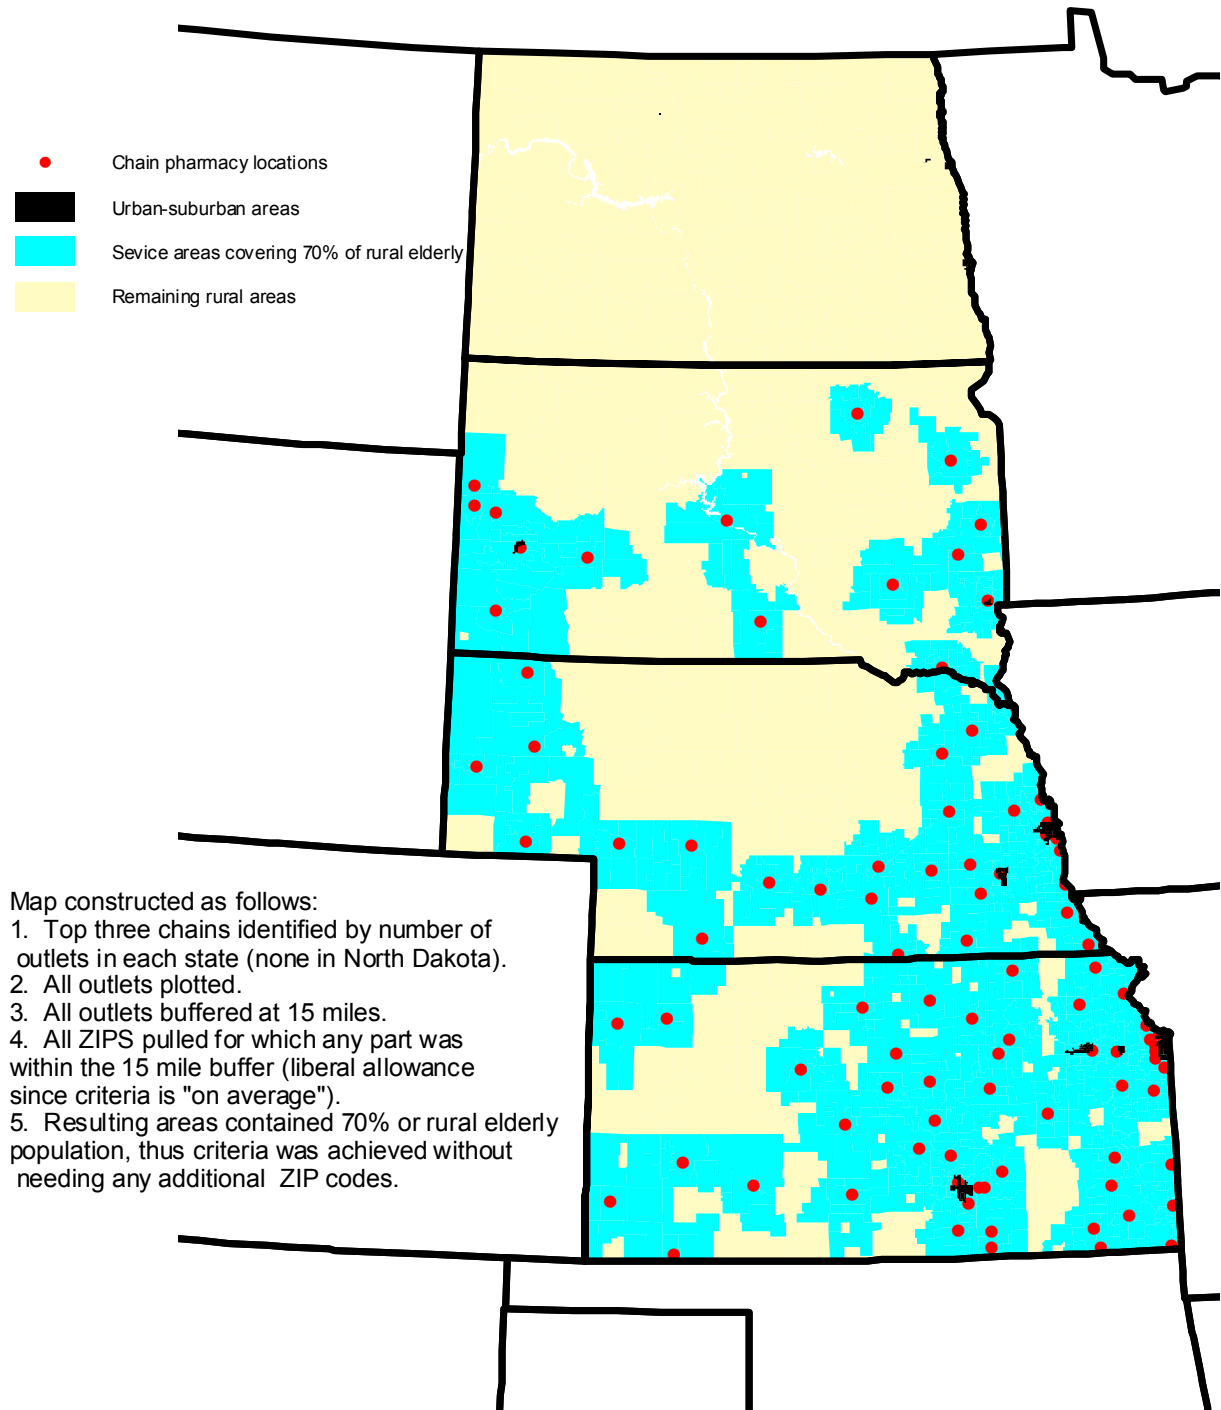 Chain pharmacy locations
Urban-suburban areas
Sevice areas covering 70% of rural elderly
Remaining rural areas
Map constructed as follows:
1. Top three chains identified by number of
outlets in each state (none in North Dakota).
2. All outlets plotted.
3. All outlets buffered at 15 miles.
4. All ZIPS pulled for which any part was
within the 15 mile buffer (liberal allowance
since criteria is "on average").
5. Resulting areas contained 70% or rural elderly
population, thus criteria was achieved without
needing any additional ZIP codes.